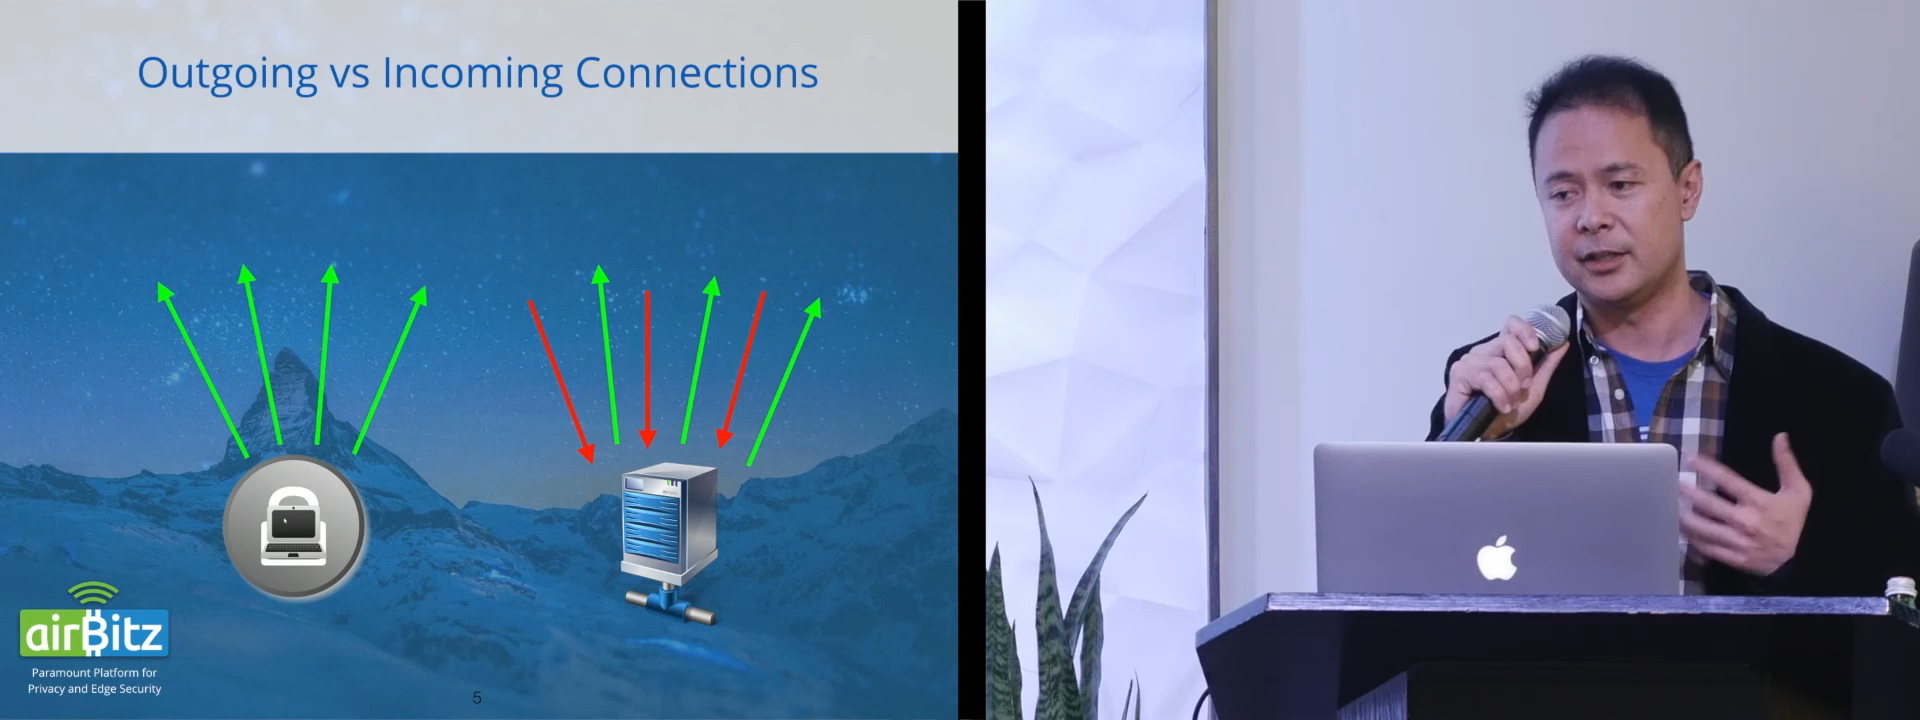 Outgoing vs Incoming Connections
airBitz
Paramount Platform for
Privacy and Edge Security
5